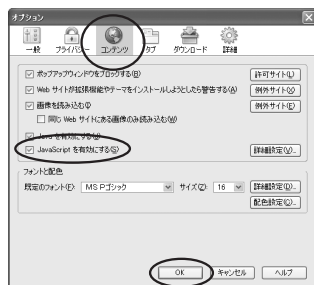 オプション
一般 プライバシー コンテンツ タブ ダウンロード 詳細
ポップアップウィンドウをブロックする(B) 許可サイト(L)
Web サイトが拡張機能やテーマをインストールしようとしたら警告する(A) 例外サイト(X)
画像を読み込む(I) 例外サイト(E)
同じ Web サイトにある画像のみ読み込む(W)
Java を有効にする(V)
JavaScript を有効にする(S) 詳細設定(V)...
フォントと配色
既定のフォント(F): MS Pゴシック サイズ(Z): 16 詳細設定(D)...
配色設定(C)...
OK キャンセル ヘルプ